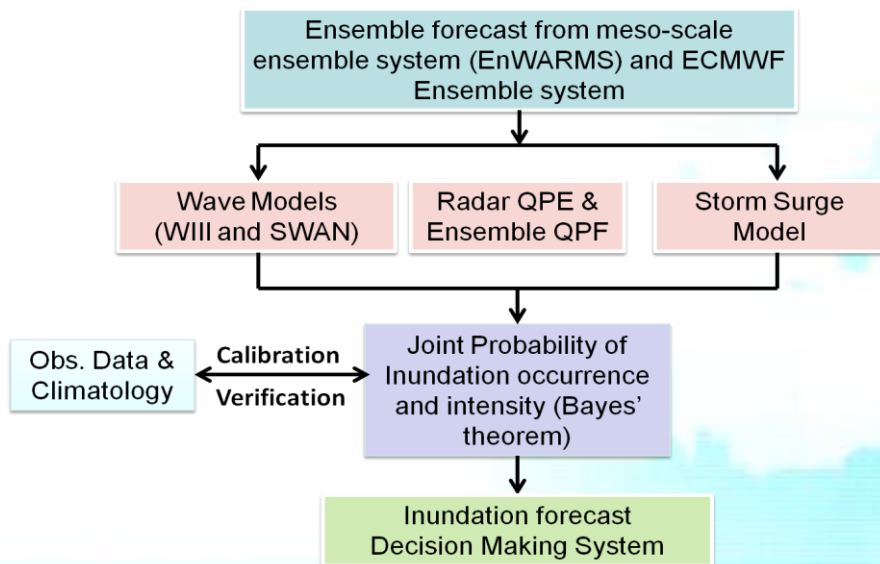 Ensemble forecast from meso-scale
ensemble system (EnWARMS) and ECMWF
Ensemble system
Wave Models
(WIII and SWAN)
Radar QPE &
Ensemble QPF
Storm Surge
Model
Obs. Data &
Climatology
Calibration
Verification
Joint Probability of
Inundation occurrence
and intensity (Bayes'
theorem)
Inundation forecast
Decision Making System